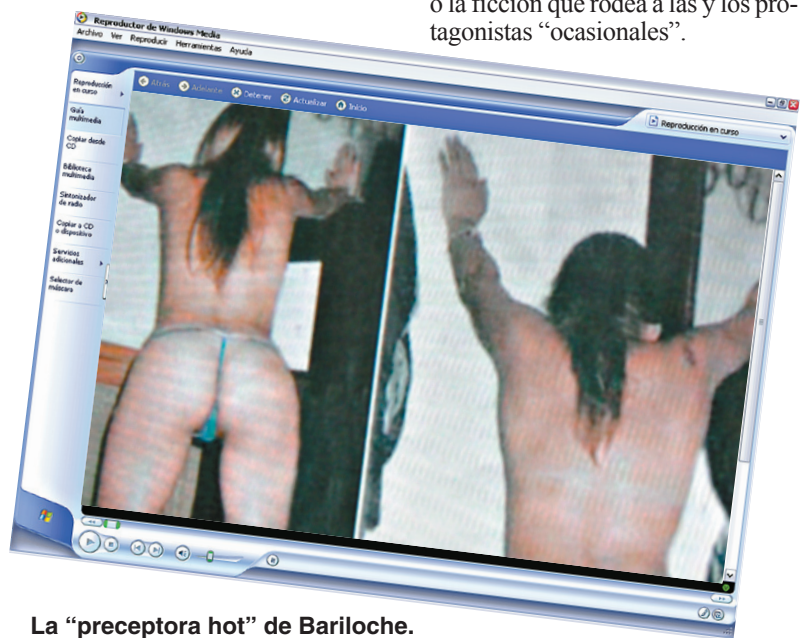 o la ficción que rodea a las y los pro-
tagonistas “ocasionales”.
Reproductor de Windows Media
Archivo Ver Reproducir Herramientas Ayuda
Atrás Adelante Detener Actualizar Inicio
Reproducción en curso
Reproducción
en curso
Guía
multimedia
Copiar desde
CD
Biblioteca
multimedia
Sintonizador
de radio
Copiar a CD
o dispositivo
Servicios
adicionales
Selector de
máscara
La “preceptora hot” de Bariloche.